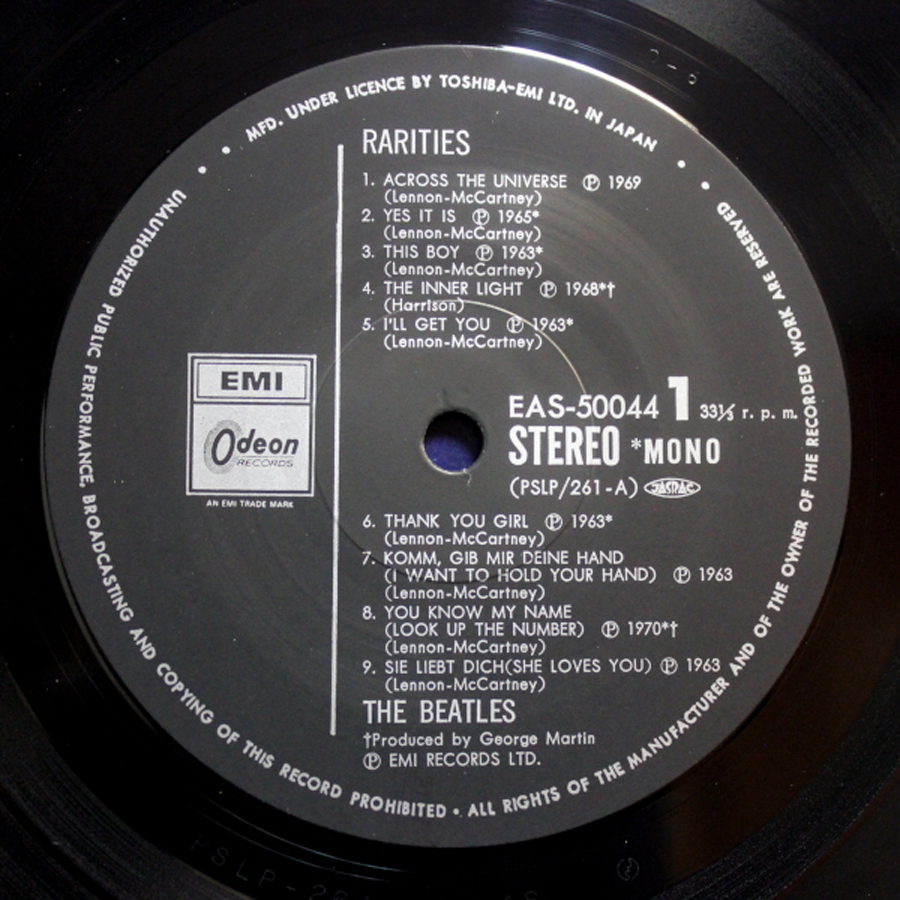 MFD. UNDER LICENCE BY TOSHIBA-EMI LTD. IN JAPAN
RARITIES
1. ACROSS THE UNIVERSE Ⓟ 1969
(Lennon-McCartney)
2. YES IT IS Ⓟ 1965*
(Lennon-McCartney)
3. THIS BOY Ⓟ 1963*
(Lennon-McCartney)
4. THE INNER LIGHT Ⓟ 1968*†
(Harrison)
5. I'LL GET YOU Ⓟ 1963*
(Lennon-McCartney)
EMI
Odeon
RECORDS
AN EMI TRADE MARK
EAS-50044 1 33⅓ r. p. m.
STEREO *MONO
(PSLP/261-A) JASRAC
6. THANK YOU GIRL Ⓟ 1963*
(Lennon-McCartney)
7. KOMM, GIB MIR DEINE HAND
(I WANT TO HOLD YOUR HAND) Ⓟ 1963
(Lennon-McCartney)
8. YOU KNOW MY NAME
(LOOK UP THE NUMBER) Ⓟ 1970*†
(Lennon-McCartney)
9. SIE LIEBT DICH(SHE LOVES YOU) Ⓟ 1963
(Lennon-McCartney)
THE BEATLES
†Produced by George Martin
Ⓟ EMI RECORDS LTD.
UNAUTHORIZED PUBLIC PERFORMANCE, BROADCASTING AND COPYING OF THIS RECORD PROHIBITED • ALL RIGHTS OF THE MANUFACTURER AND OF THE OWNER OF THE RECORDED WORK ARE RESERVED